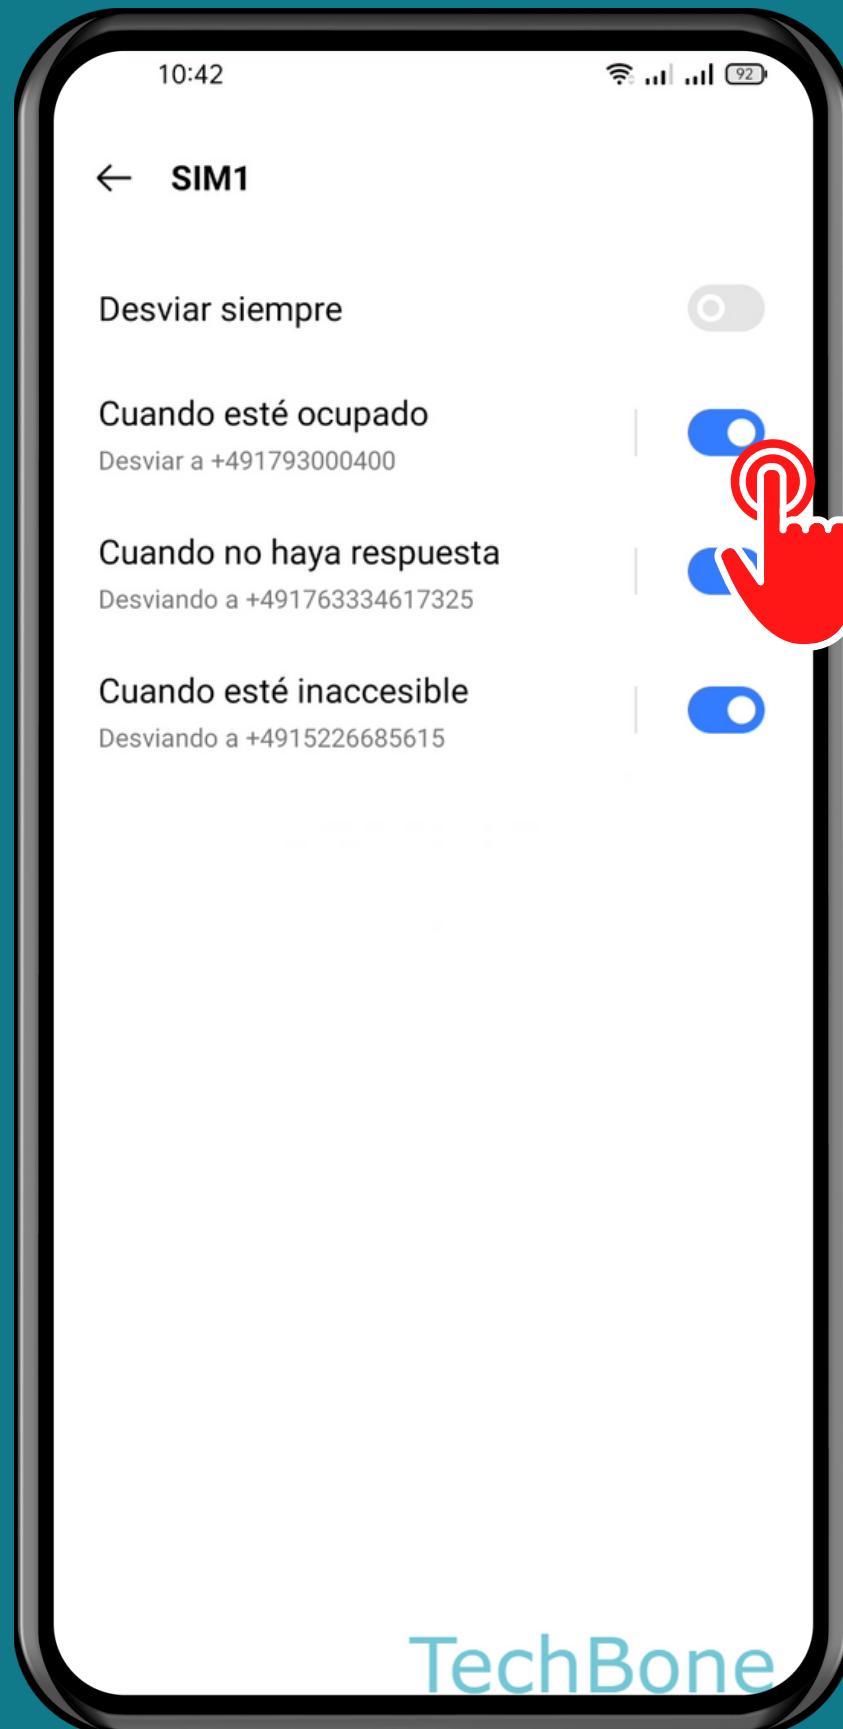 10:42
92
SIM1
Desviar siempre
Cuando esté ocupado
Desviar a +491793000400
Cuando no haya respuesta
Desviando a +491763334617325
Cuando esté inaccesible
Desviando a +4915226685615
TechBone